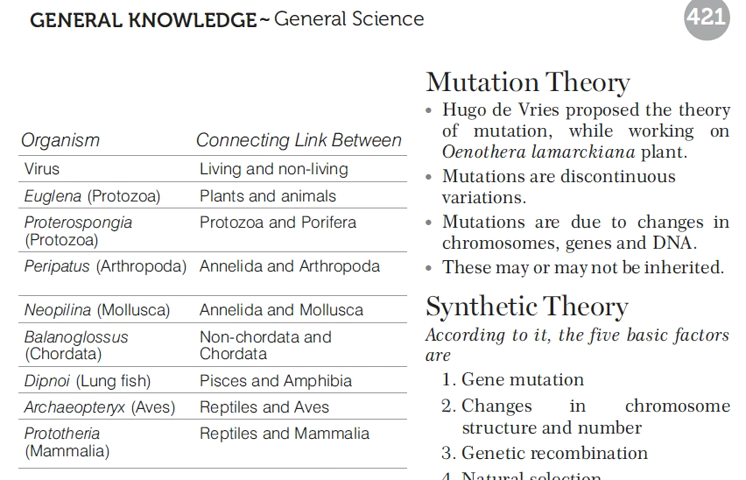 GENERAL KNOWLEDGE~ General Science
421
Organism Connecting Link Between
Virus Living and non-living
Euglena (Protozoa) Plants and animals
Proterospongia Protozoa and Porifera
(Protozoa)
Peripatus (Arthropoda) Annelida and Arthropoda
Neopilina (Mollusca) Annelida and Mollusca
Balanoglossus Non-chordata and
(Chordata) Chordata
Dipnoi (Lung fish) Pisces and Amphibia
Archaeopteryx (Aves) Reptiles and Aves
Prototheria Reptiles and Mammalia
(Mammalia)
Mutation Theory
• Hugo de Vries proposed the theory
of mutation, while working on
Oenothera lamarckiana plant.
• Mutations are discontinuous
variations.
• Mutations are due to changes in
chromosomes, genes and DNA.
• These may or may not be inherited.
Synthetic Theory
According to it, the five basic factors
are
1. Gene mutation
2. Changes in chromosome
structure and number
3. Genetic recombination
4. Natural selection